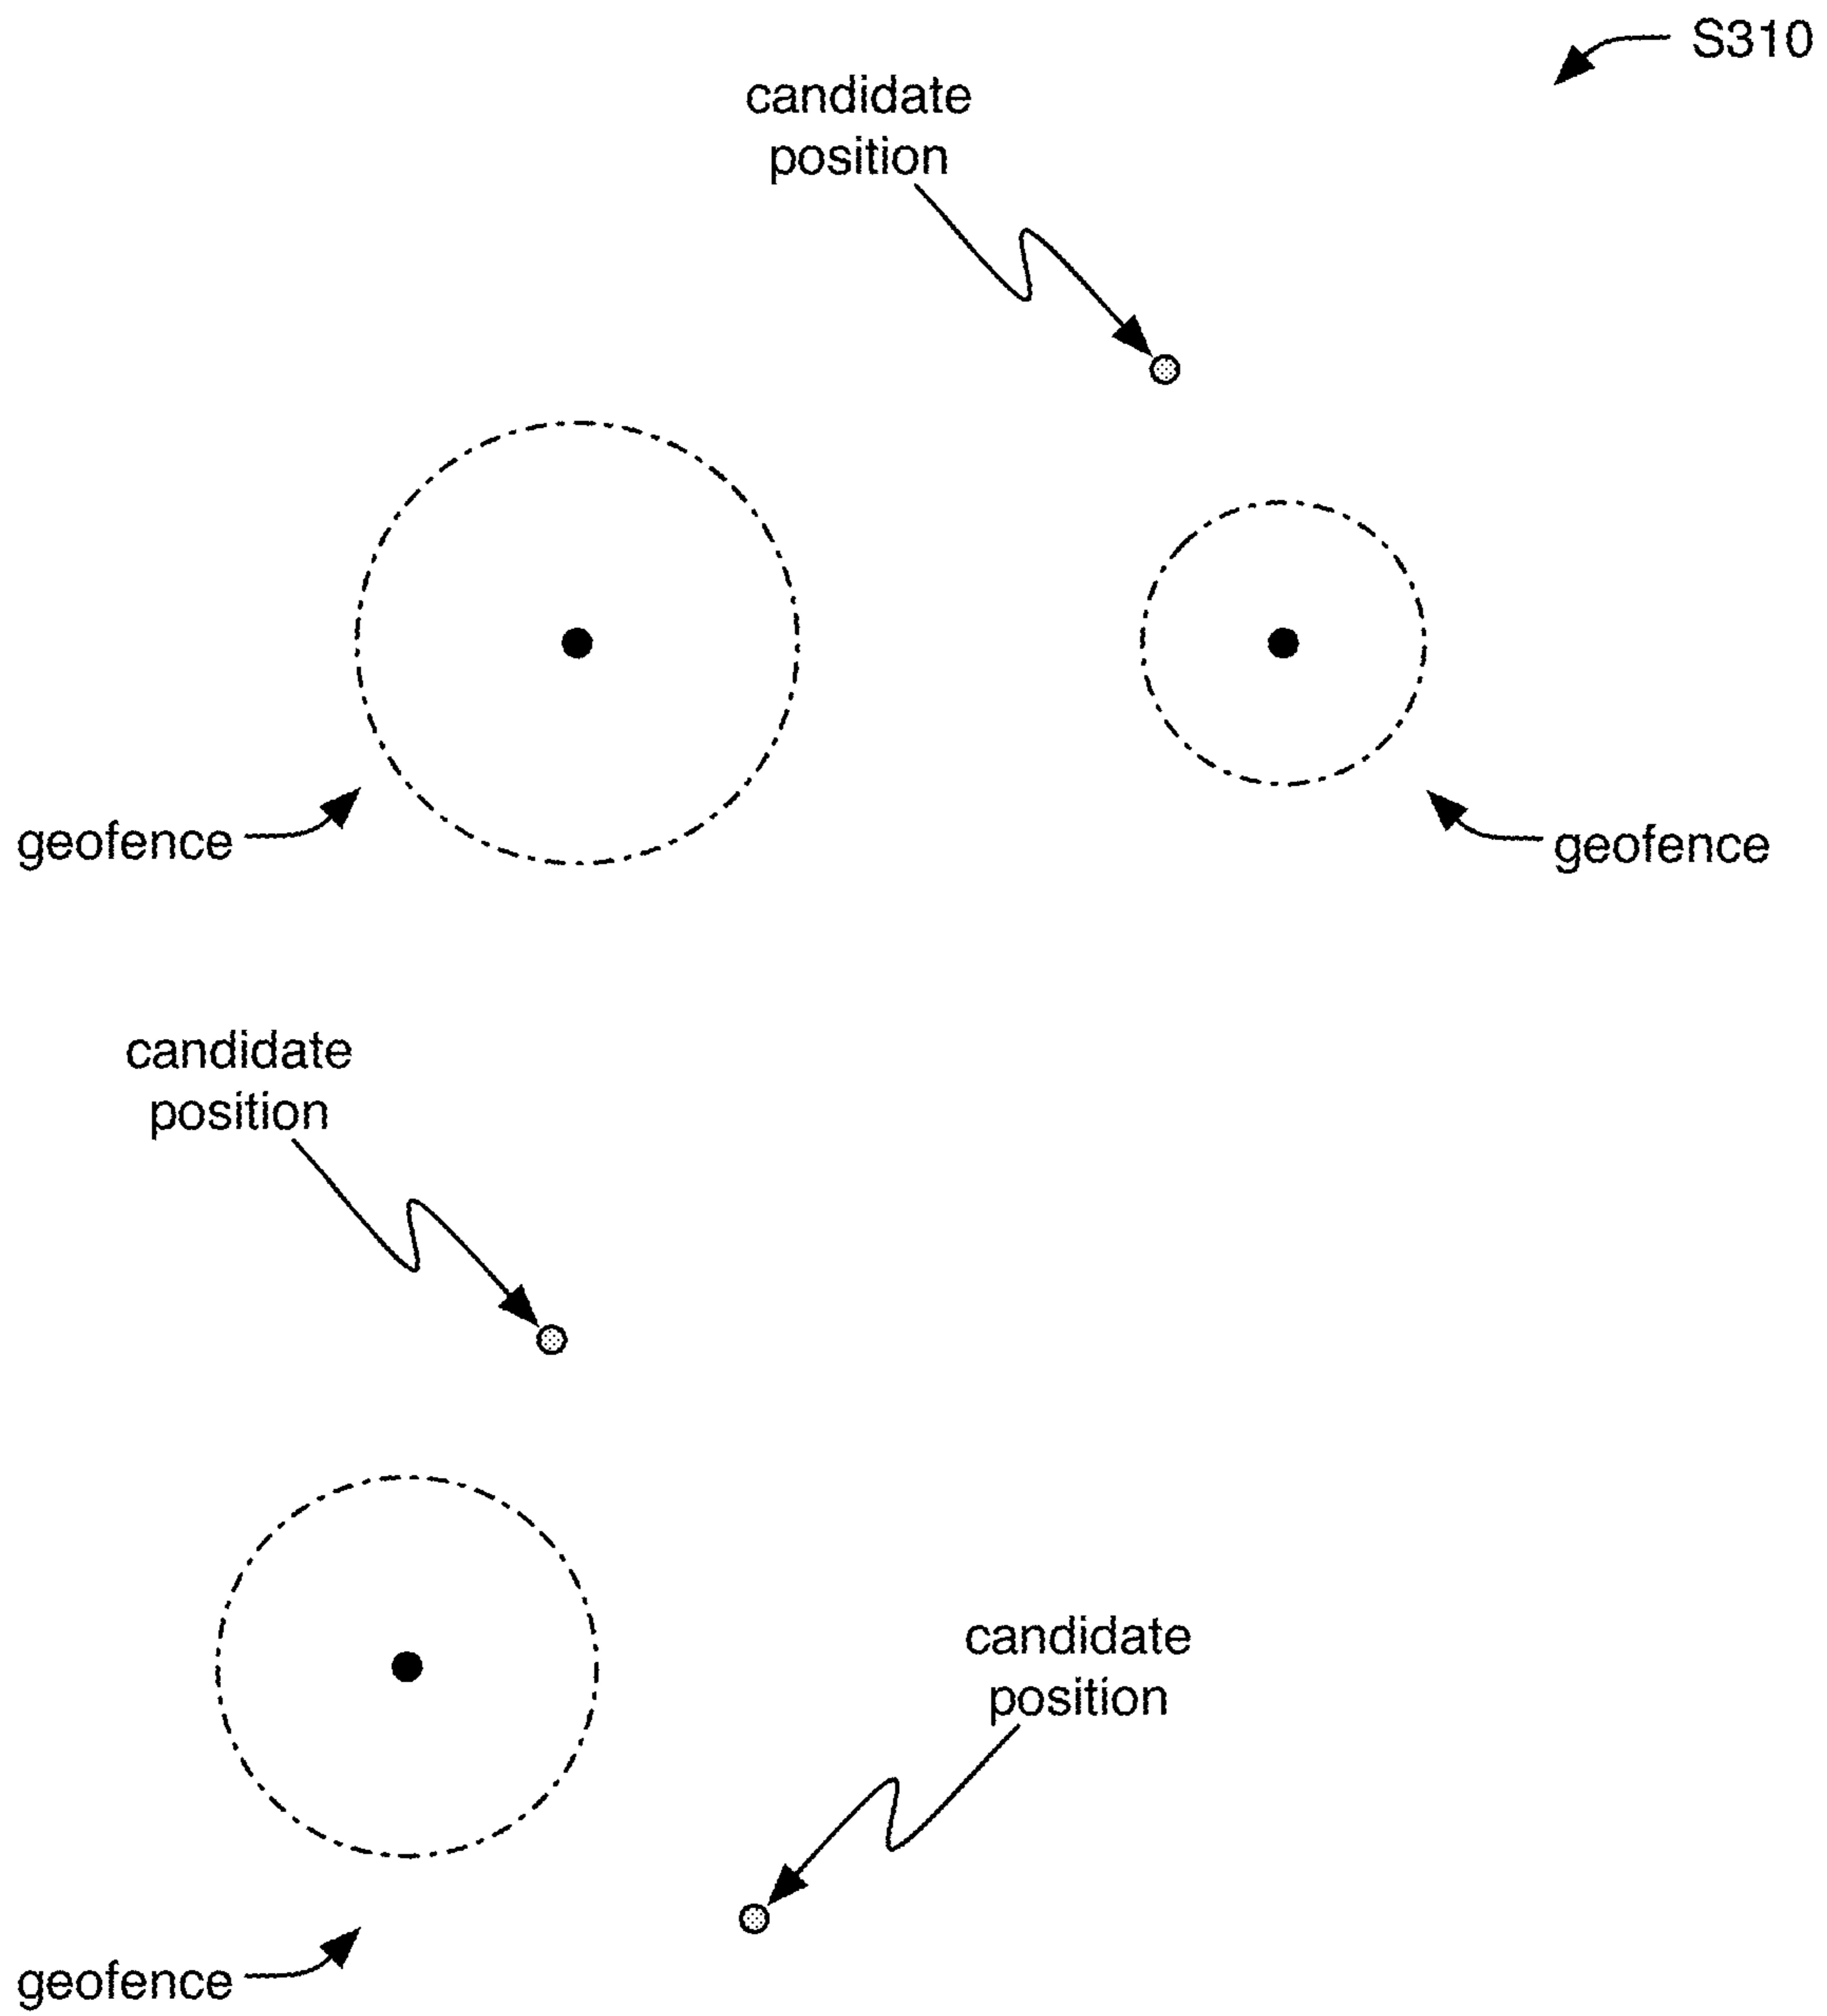 S310
candidate
position
geofence
geofence
candidate
position
candidate
position
geofence